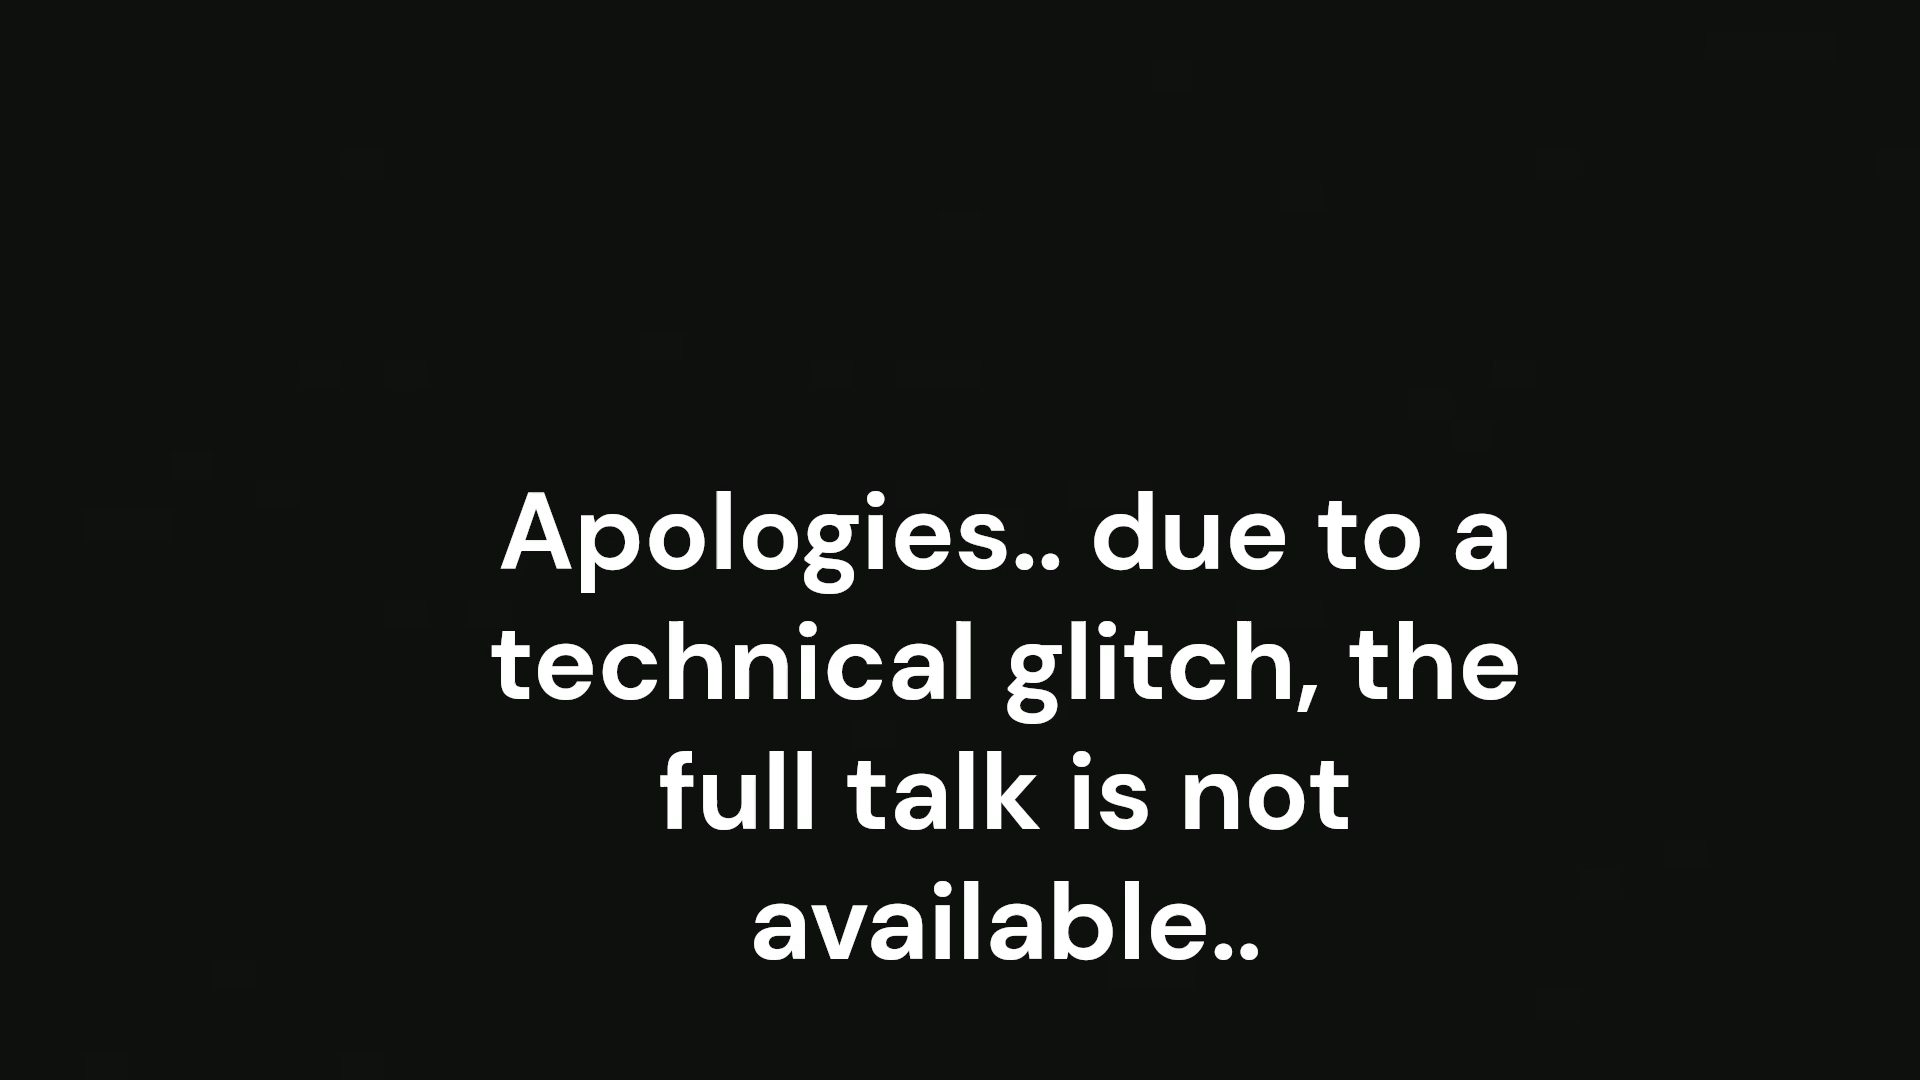 Apologies.. due to a
technical glitch, the
full talk is not
available..